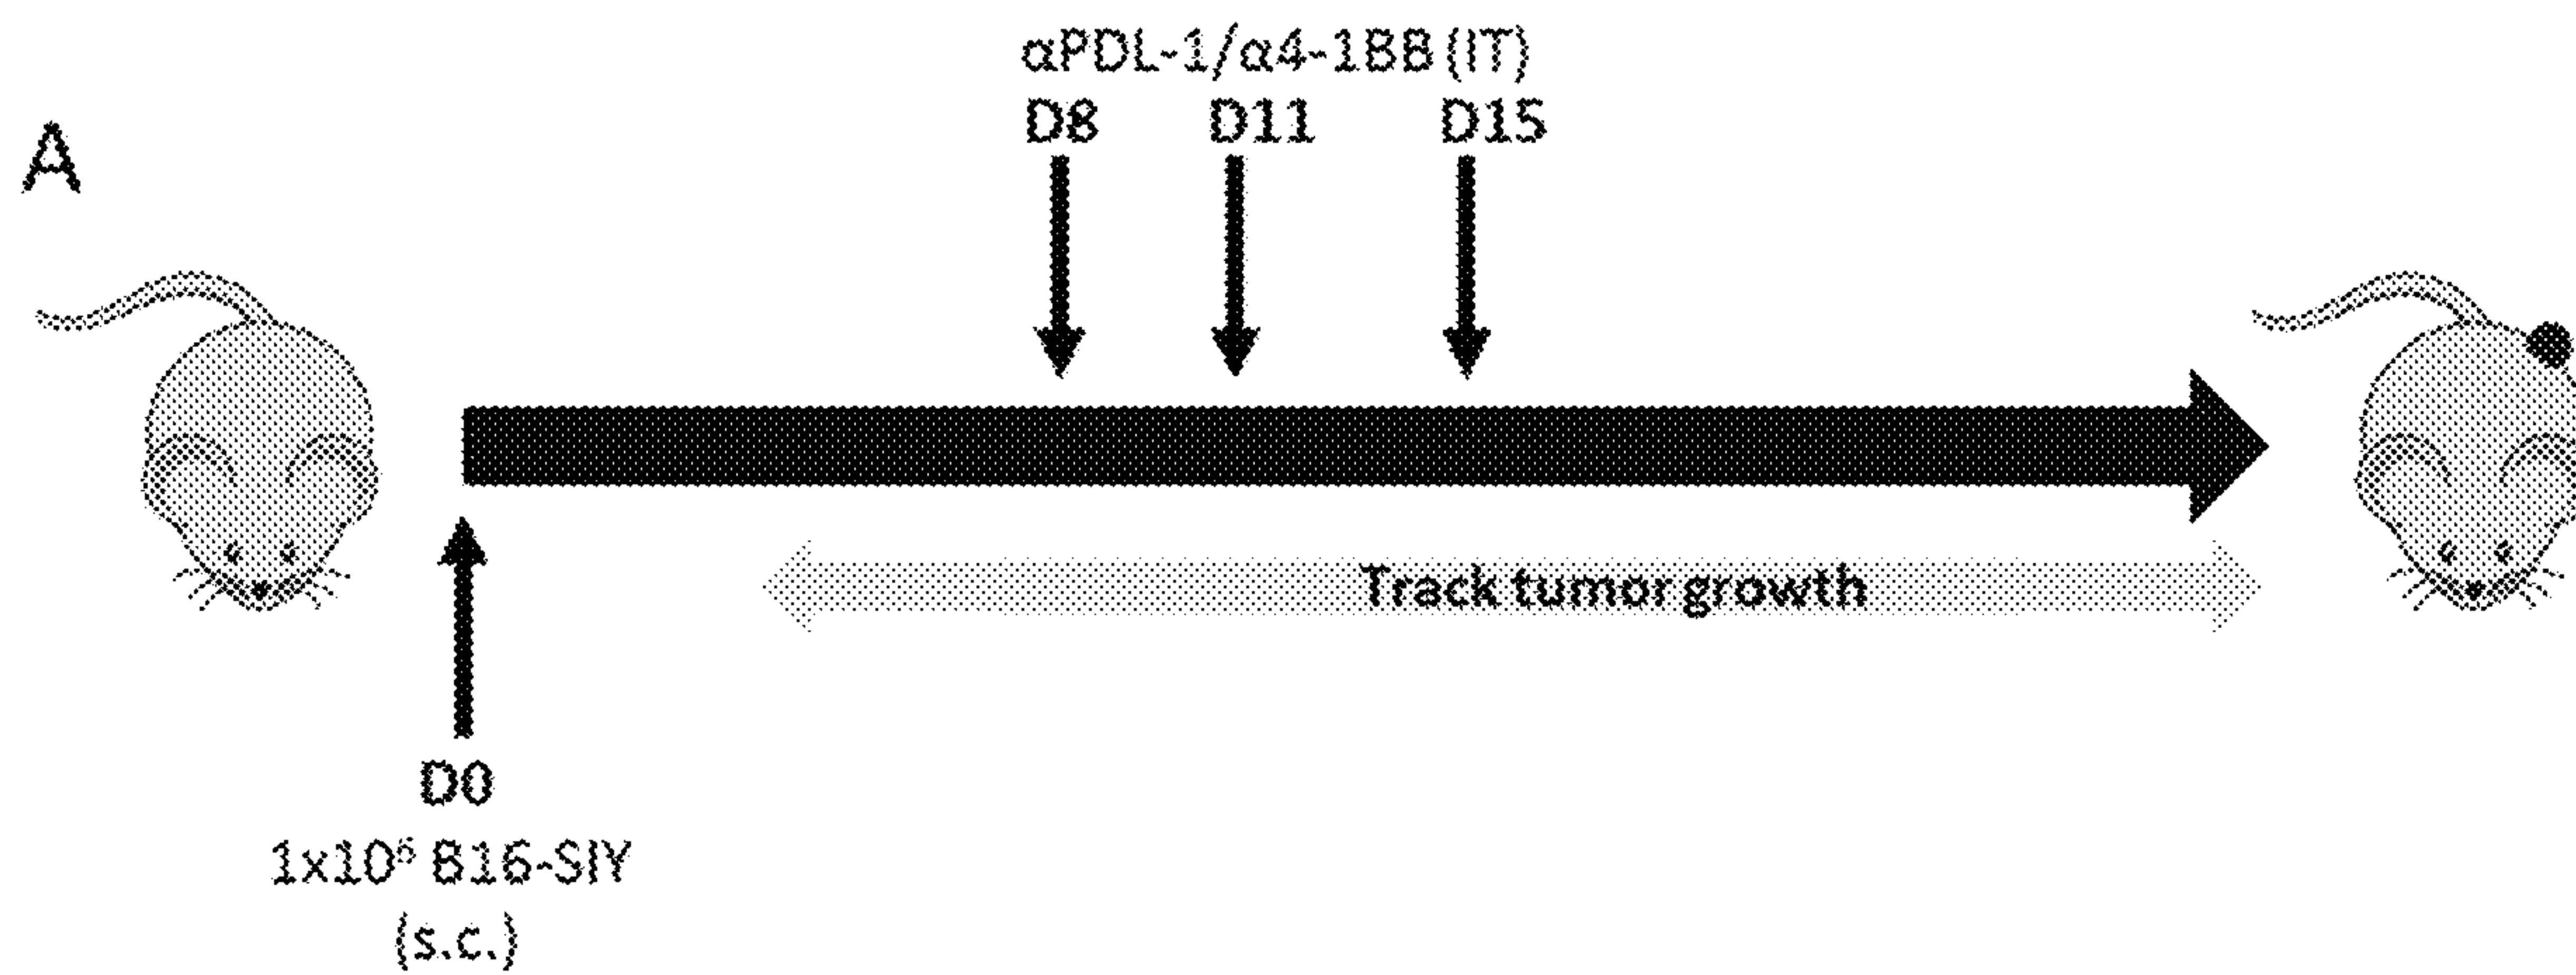 αPDL-1/α4-1BB (IT)
D8 D11 D15
A
Track tumor growth
D0
1x10⁶ B16-SIY
(s.c.)